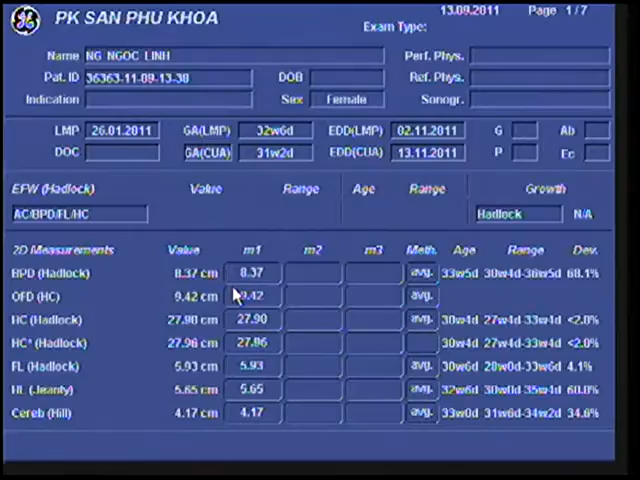 PK SAN PHU KHOA
13.09.2011 Page 1/7
Exam Type:
Name NG NGOC LINH Perf. Phys.
Pat. ID 36363-11-09-13-38 DOB Ref. Phys.
Indication Sex Female Sonogr.
LMP 26.01.2011 GA(LMP) 32w6d EDD(LMP) 02.11.2011 G Ab
DOC GA(CUA) 31w2d EDD(CUA) 13.11.2011 P Ec
EFW (Hadlock) Value Range Age Range Growth
AC/BPD/FL/HC Hadlock N/A
2D Measurements Value m1 m2 m3 Meth. Age Range Dev.
BPD (Hadlock) 8.37 cm 8.37 avg. 33w5d 30w4d-36w5d 68.1%
OFD (HC) 9.42 cm 9.42 avg.
HC (Hadlock) 27.90 cm 27.90 avg. 30w4d 27w4d-33w4d <2.0%
HC* (Hadlock) 27.96 cm 27.96 30w4d 27w4d-33w4d <2.0%
FL (Hadlock) 5.93 cm 5.93 avg. 30w6d 28w0d-33w6d 4.1%
HL (Jeanty) 5.65 cm 5.65 avg. 32w6d 30w0d-35w4d 60.0%
Cereb (Hill) 4.17 cm 4.17 avg. 33w0d 31w6d-34w2d 34.6%